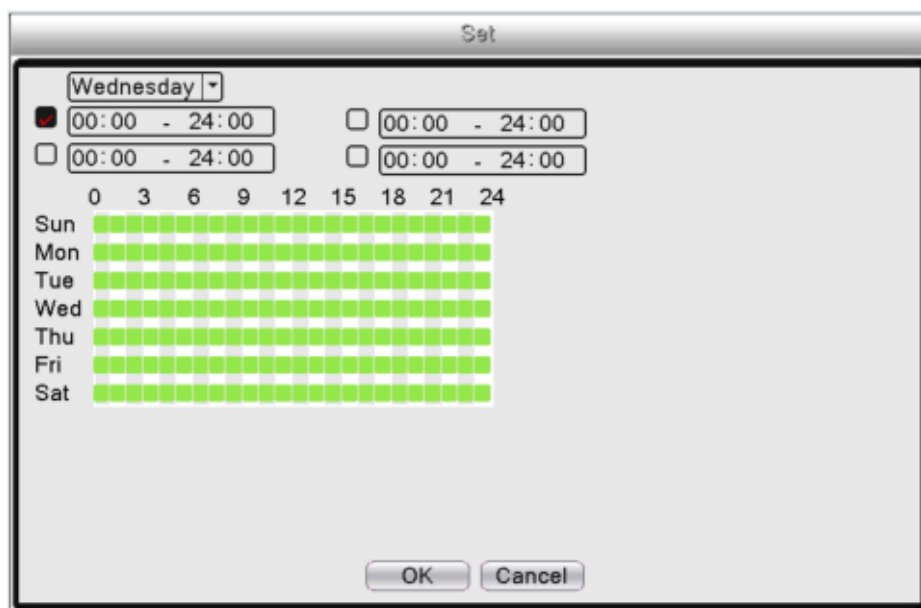 Set
Wednesday
00:00 - 24:00 00:00 - 24:00
00:00 - 24:00 00:00 - 24:00
0 3 6 9 12 15 18 21 24
Sun
Mon
Tue
Wed
Thu
Fri
Sat
OK Cancel